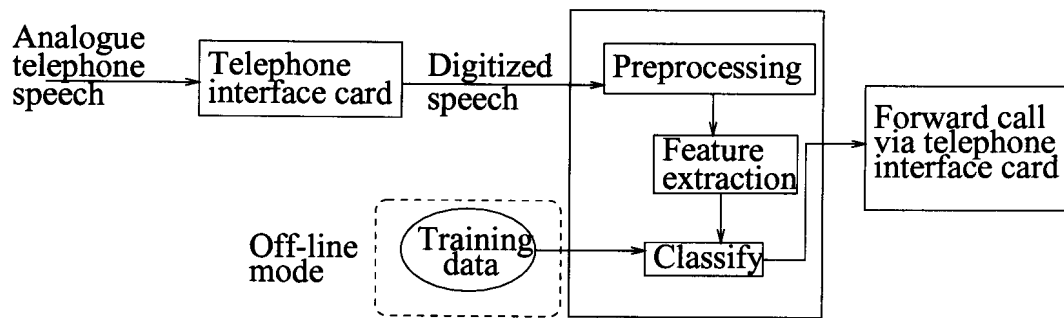 Analogue
telephone
speech
Telephone
interface card
Digitized
speech
Preprocessing
Feature
extraction
Classify
Forward call
via telephone
interface card
Off-line
mode
Training
data